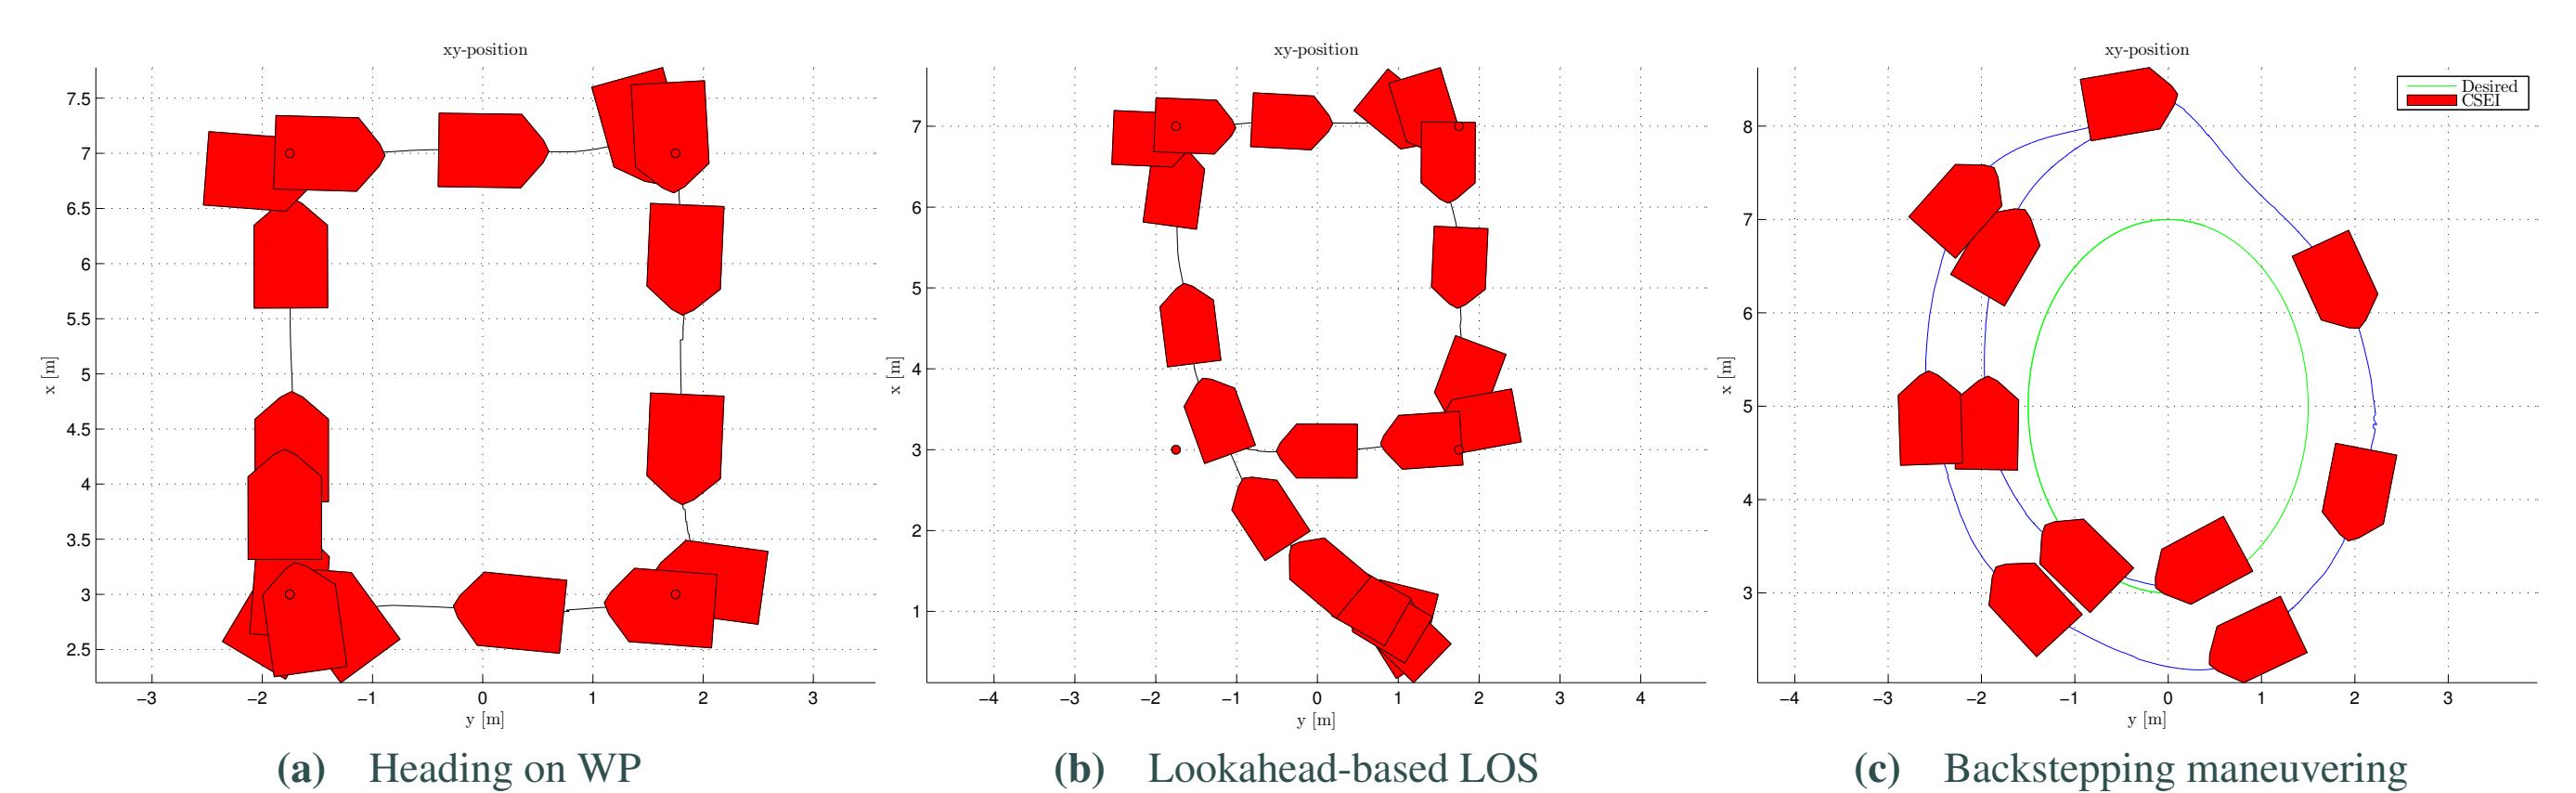 xy-position
7.5
7
6.5
6
5.5
5
4.5
4
3.5
3
2.5
x [m]
−3 −2 −1 0 1 2 3
y [m]
(a) Heading on WP
xy-position
7
6
5
4
3
2
1
x [m]
−4 −3 −2 −1 0 1 2 3 4
y [m]
(b) Lookahead-based LOS
xy-position
Desired
CSEI
8
7
6
5
4
3
x [m]
−4 −3 −2 −1 0 1 2 3
y [m]
(c) Backstepping maneuvering